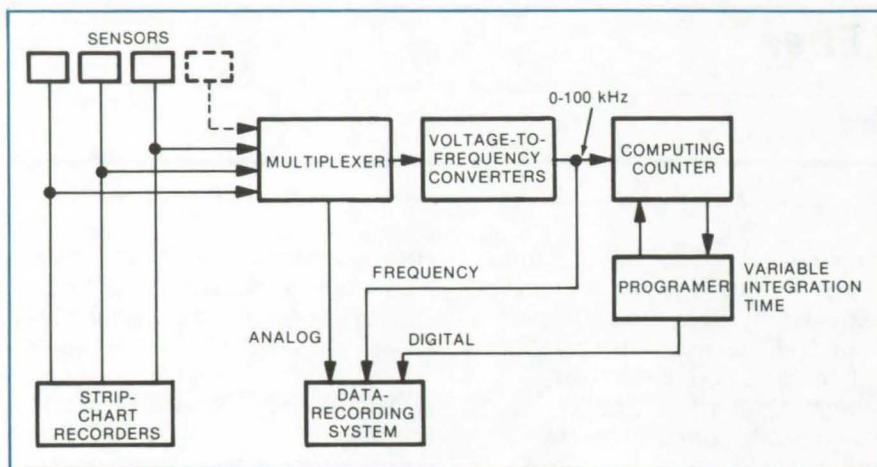 SENSORS
0-100 kHz
MULTIPLEXER
VOLTAGE-TO-
FREQUENCY
CONVERTERS
COMPUTING
COUNTER
FREQUENCY
PROGRAMER
VARIABLE
INTEGRATION
TIME
ANALOG
DIGITAL
STRIP-
CHART
RECORDERS
DATA-
RECORDING
SYSTEM